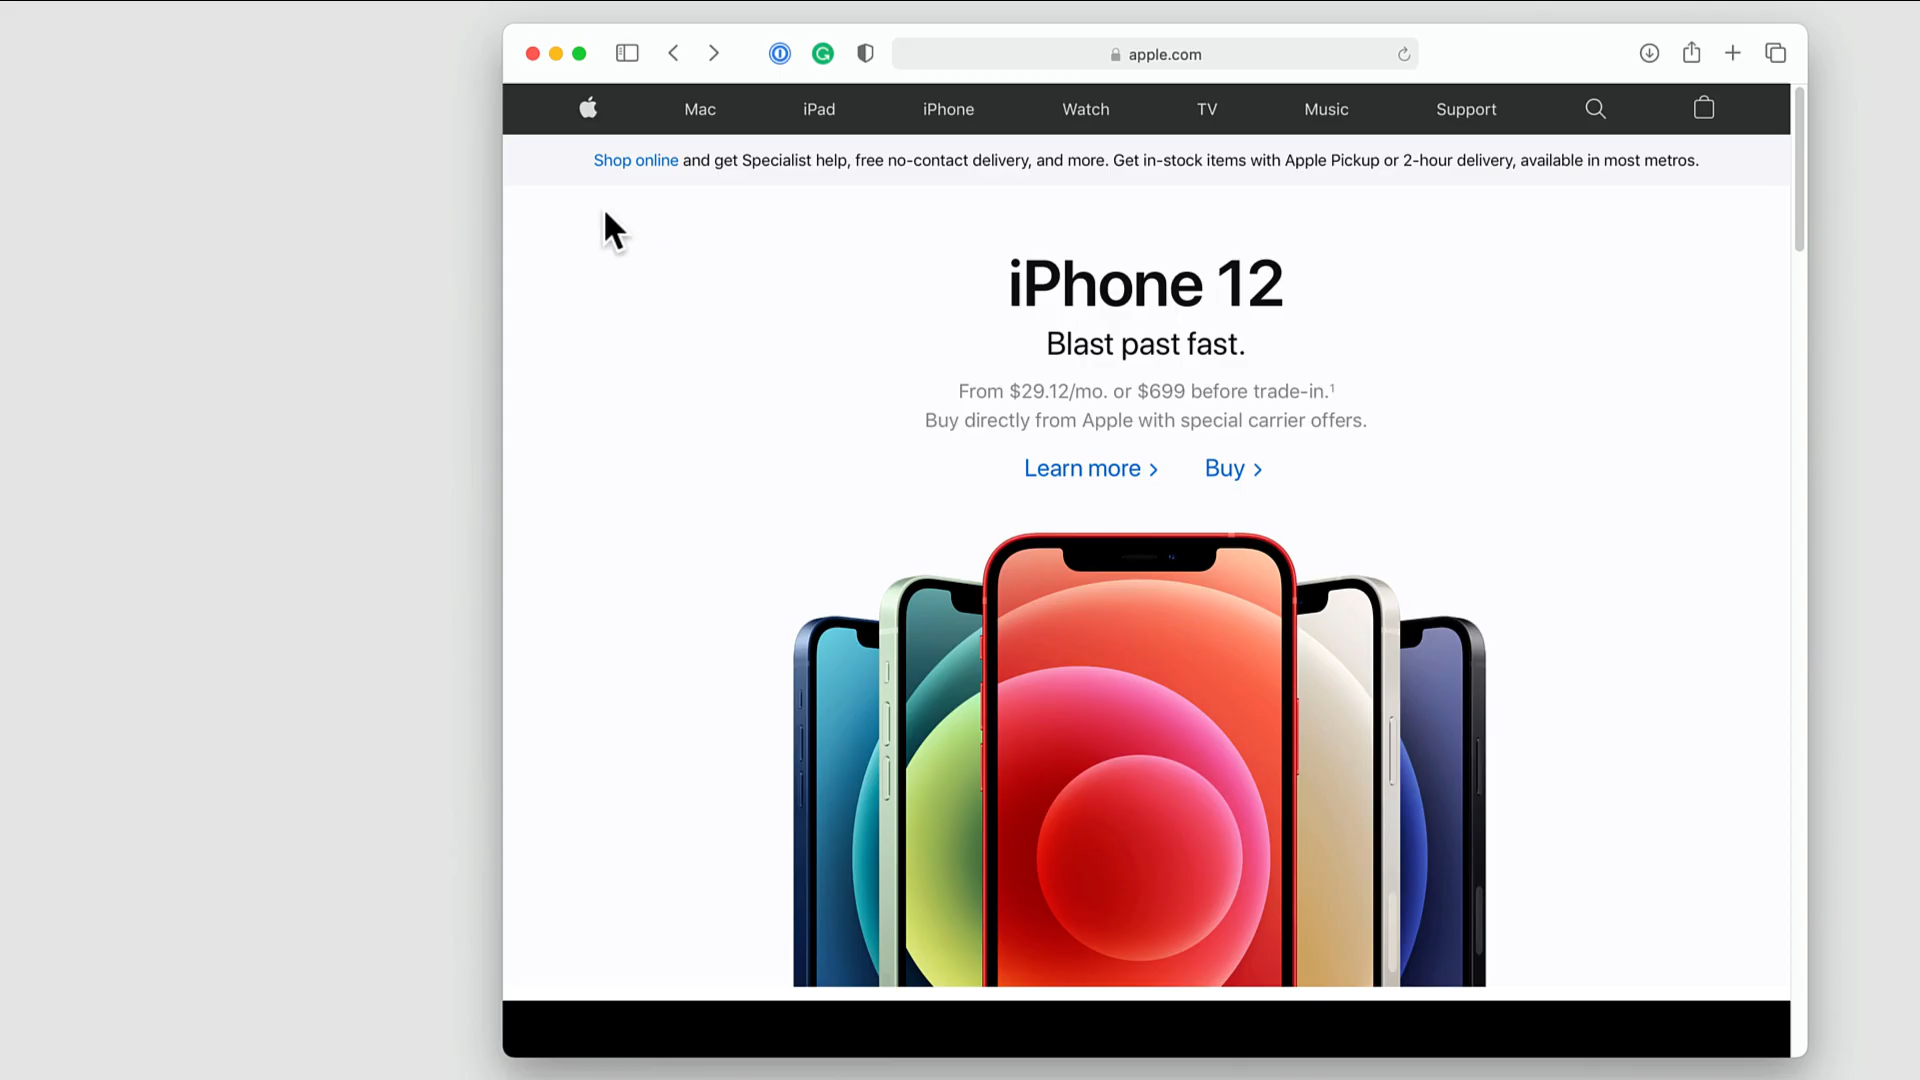 apple.com
Mac iPad iPhone Watch TV Music Support
Shop online and get Specialist help, free no-contact delivery, and more. Get in-stock items with Apple Pickup or 2-hour delivery, available in most metros.
iPhone 12
Blast past fast.
From $29.12/mo. or $699 before trade-in.¹
Buy directly from Apple with special carrier offers.
Learn more > Buy >